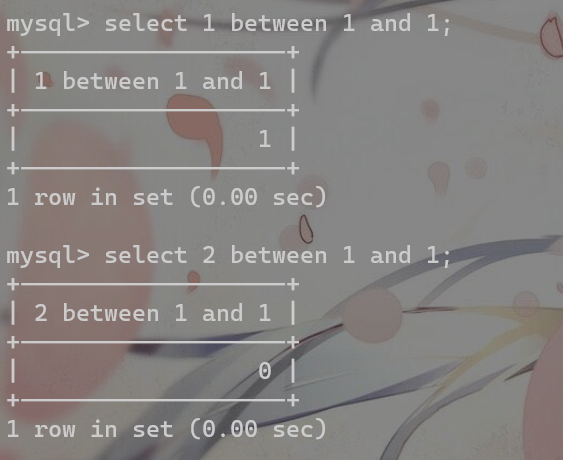 mysql> select 1 between 1 and 1;
+-------------------+
| 1 between 1 and 1 |
+-------------------+
|                 1 |
+-------------------+
1 row in set (0.00 sec)
mysql> select 2 between 1 and 1;
+-------------------+
| 2 between 1 and 1 |
+-------------------+
|                 0 |
+-------------------+
1 row in set (0.00 sec)